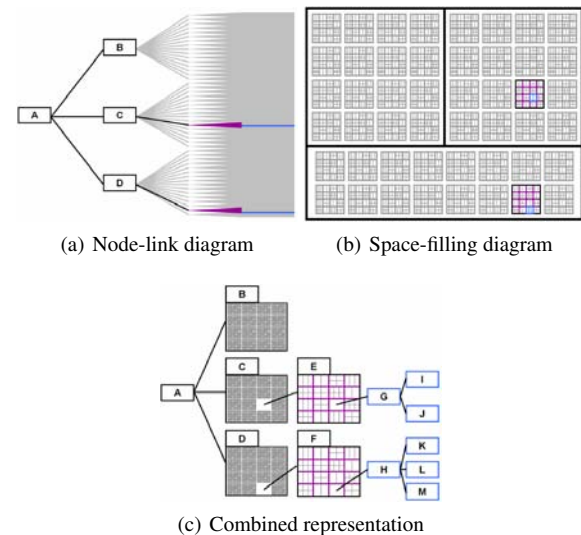 B
A
C
D
(a) Node-link diagram
(b) Space-filling diagram
B
C
E
I
A
G
J
D
F
K
H
L
M
(c) Combined representation